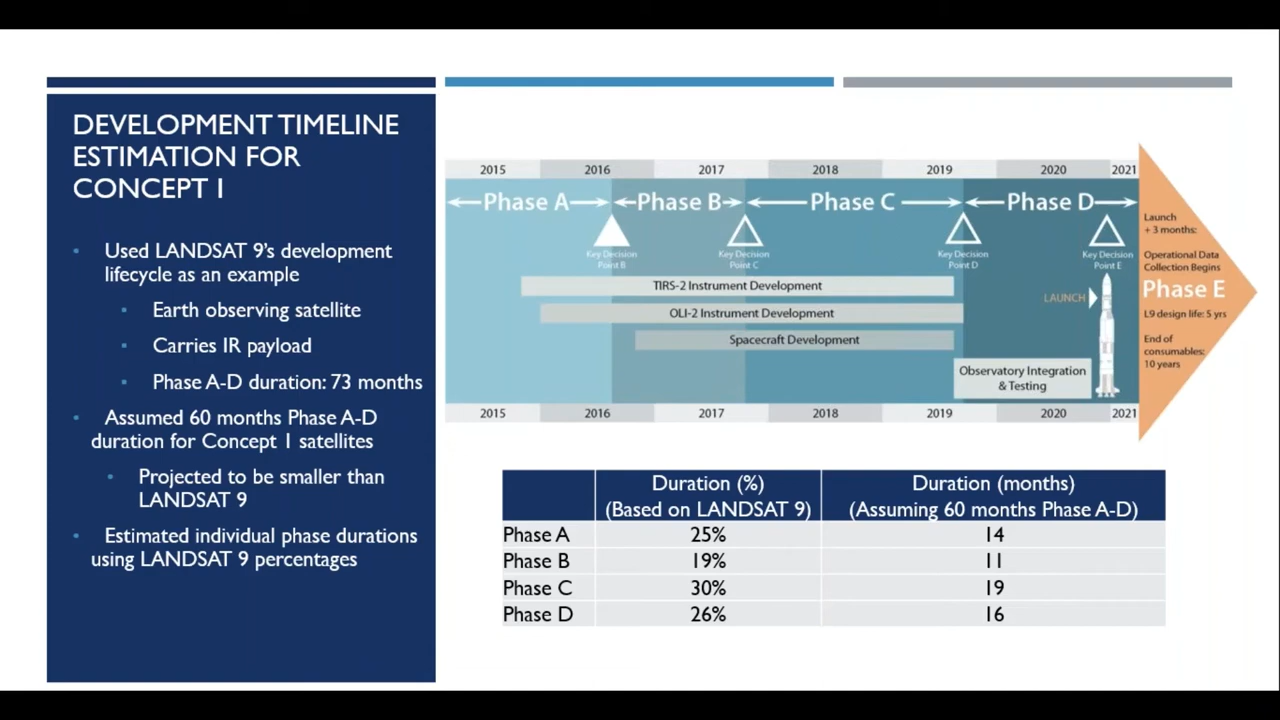 DEVELOPMENT TIMELINE
ESTIMATION FOR
CONCEPT I
• Used LANDSAT 9's development
lifecycle as an example
• Earth observing satellite
• Carries IR payload
• Phase A-D duration: 73 months
• Assumed 60 months Phase A-D
duration for Concept I satellites
• Projected to be smaller than
LANDSAT 9
• Estimated individual phase durations
using LANDSAT 9 percentages
2015 2016 2017 2018 2019 2020 2021
Phase A Phase B Phase C Phase D
Key Decision
Point B
Key Decision
Point C
Key Decision
Point D
Key Decision
Point E
TIRS-2 Instrument Development
OLI-2 Instrument Development
Spacecraft Development
Observatory Integration
& Testing
LAUNCH
2015 2016 2017 2018 2019 2020 2021
Launch
+ 3 months:
Operational Data
Collection Begins
Phase E
L9 design life: 5 yrs
End of
consumables:
10 years
Duration (%)
(Based on LANDSAT 9)
Duration (months)
(Assuming 60 months Phase A-D)
Phase A 25% 14
Phase B 19% 11
Phase C 30% 19
Phase D 26% 16